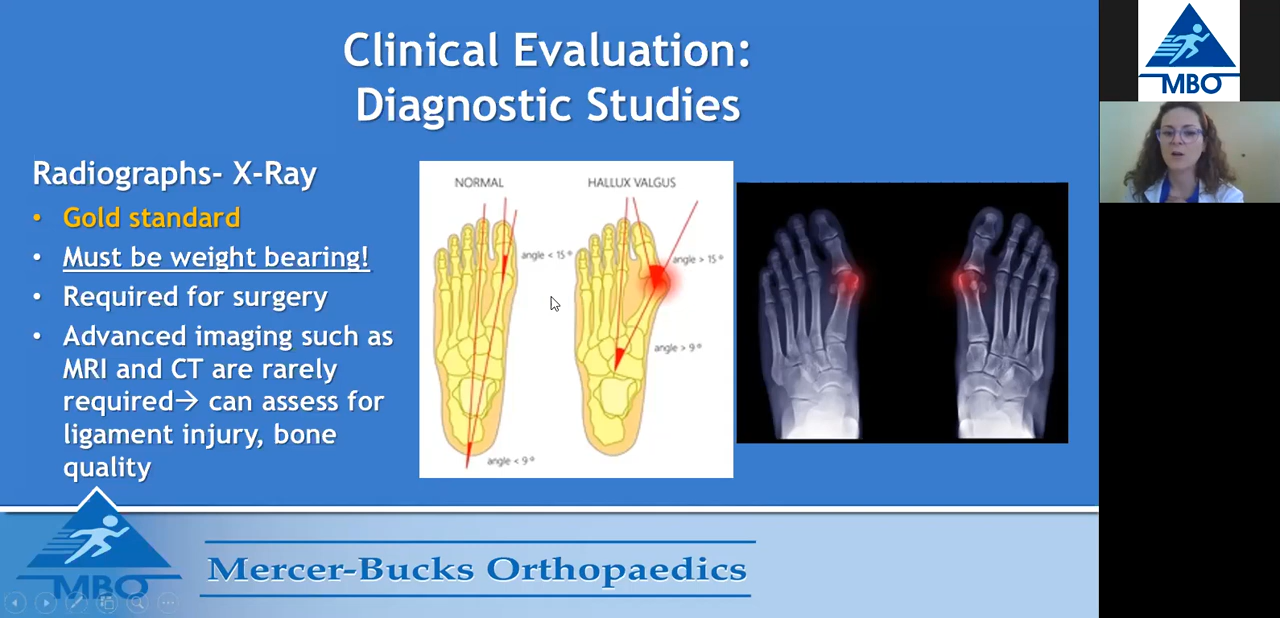 Clinical Evaluation:
Diagnostic Studies
Radiographs- X-Ray
• Gold standard
• Must be weight bearing!
• Required for surgery
• Advanced imaging such as
MRI and CT are rarely
required→ can assess for
ligament injury, bone
quality
NORMAL
HALLUX VALGUS
angle < 15 º
angle > 15 º
angle > 9 º
angle < 9 º
MBO
MBO
Mercer-Bucks Orthopaedics